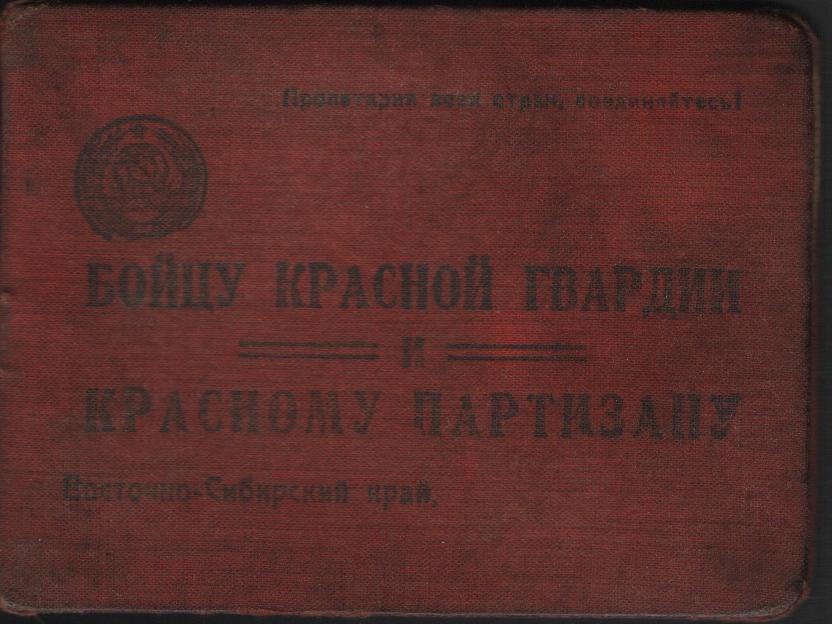 Пролетарии всех стран, соединяйтесь!
БОЙЦУ КРАСНОЙ ГВАРДИИ
И
КРАСНОМУ ПАРТИЗАНУ
Восточно-Сибирский край.